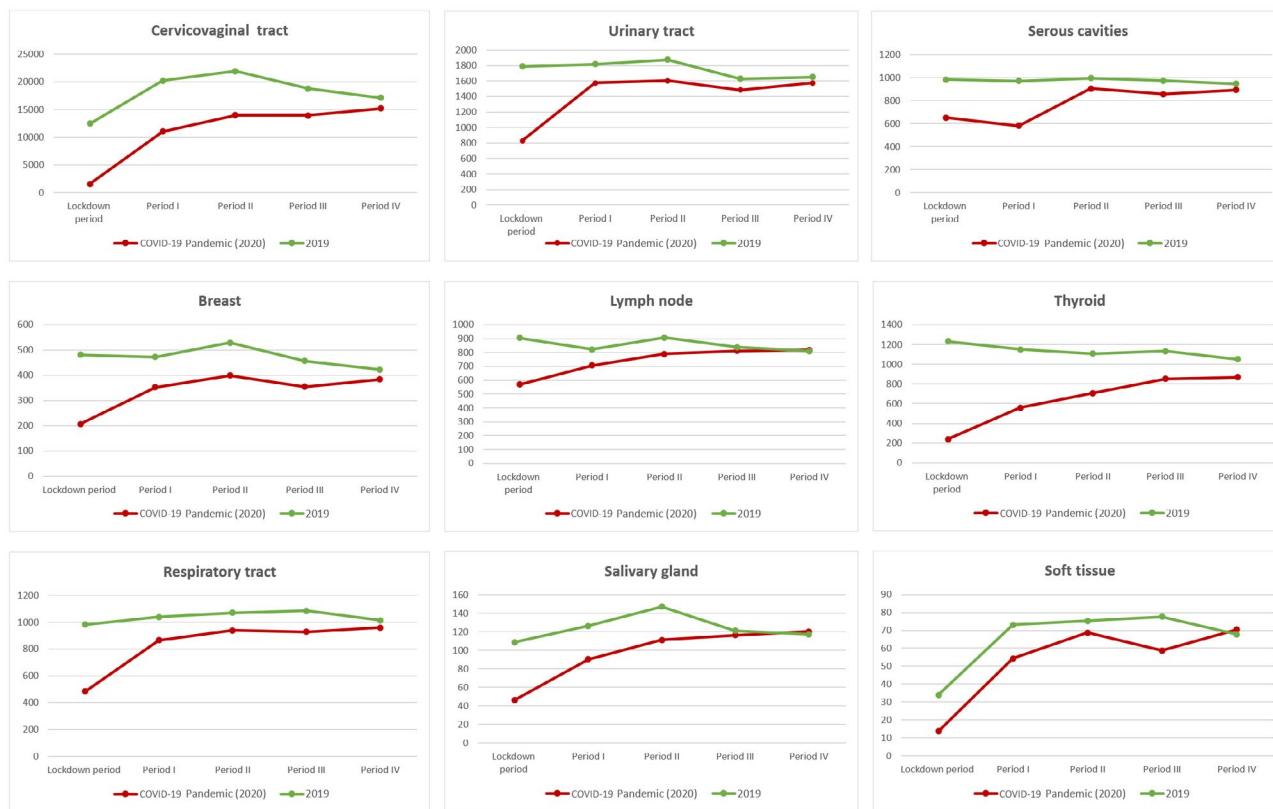 Cervicovaginal tract
25000
20000
15000
10000
5000
0
Lockdown period
Period I
Period II
Period III
Period IV
COVID-19 Pandemic (2020)
2019
Urinary tract
2000
1800
1600
1400
1200
1000
800
600
400
200
0
Lockdown period
Period I
Period II
Period III
Period IV
COVID-19 Pandemic (2020)
2019
Serous cavities
1200
1000
800
600
400
200
0
Lockdown period
Period I
Period II
Period III
Period IV
COVID-19 Pandemic (2020)
2019
Breast
600
500
400
300
200
100
0
Lockdown period
Period I
Period II
Period III
Period IV
COVID-19 Pandemic (2020)
2019
Lymph node
1000
900
800
700
600
500
400
300
200
100
0
Lockdown period
Period I
Period II
Period III
Period IV
COVID-19 Pandemic (2020)
2019
Thyroid
1400
1200
1000
800
600
400
200
0
Lockdown period
Period I
Period II
Period III
Period IV
COVID-19 Pandemic (2020)
2019
Respiratory tract
1200
1000
800
600
400
200
0
Lockdown period
Period I
Period II
Period III
Period IV
COVID-19 Pandemic (2020)
2019
Salivary gland
160
140
120
100
80
60
40
20
0
Lockdown period
Period I
Period II
Period III
Period IV
COVID-19 Pandemic (2020)
2019
Soft tissue
90
80
70
60
50
40
30
20
10
0
Lockdown period
Period I
Period II
Period III
Period IV
COVID-19 Pandemic (2020)
2019